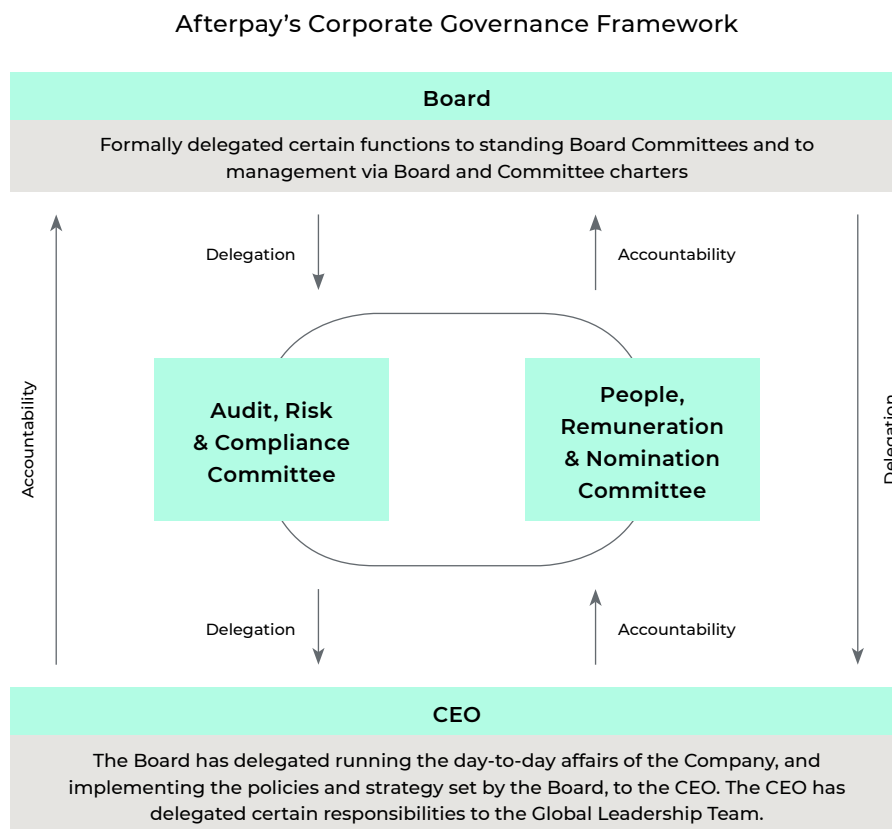 Afterpay’s Corporate Governance Framework
Board
Formally delegated certain functions to standing Board Committees and to
management via Board and Committee charters
Delegation
Accountability
Accountability
Delegation
Audit, Risk
& Compliance
Committee
People,
Remuneration
& Nomination
Committee
Delegation
Accountability
CEO
The Board has delegated running the day-to-day affairs of the Company, and
implementing the policies and strategy set by the Board, to the CEO. The CEO has
delegated certain responsibilities to the Global Leadership Team.